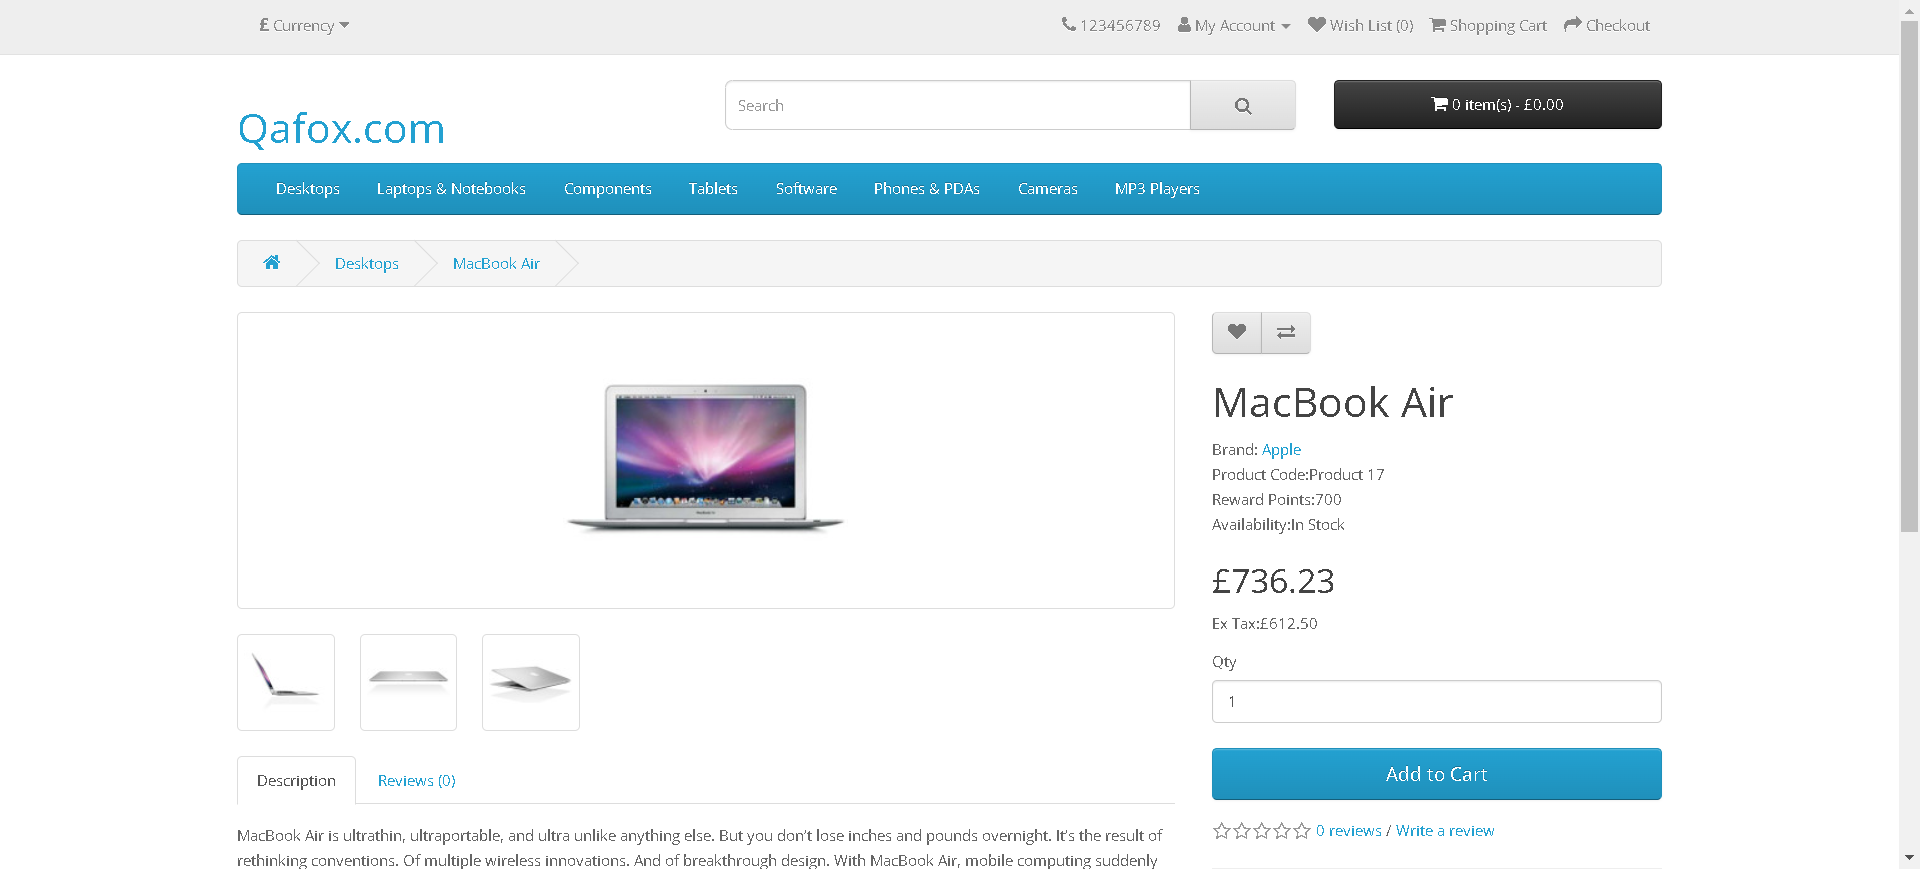 £ Currency
123456789
My Account
Wish List (0)
Shopping Cart
Checkout
Qafox.com
Search
0 item(s) - £0.00
Desktops
Laptops & Notebooks
Components
Tablets
Software
Phones & PDAs
Cameras
MP3 Players
Desktops
MacBook Air
MacBook Air
Brand: Apple
Product Code:Product 17
Reward Points:700
Availability:In Stock
£736.23
Ex Tax:£612.50
Qty
1
Add to Cart
0 reviews / Write a review
Description
Reviews (0)
MacBook Air is ultrathin, ultraportable, and ultra unlike anything else. But you don’t lose inches and pounds overnight. It’s the result of
rethinking conventions. Of multiple wireless innovations. And of breakthrough design. With MacBook Air, mobile computing suddenly